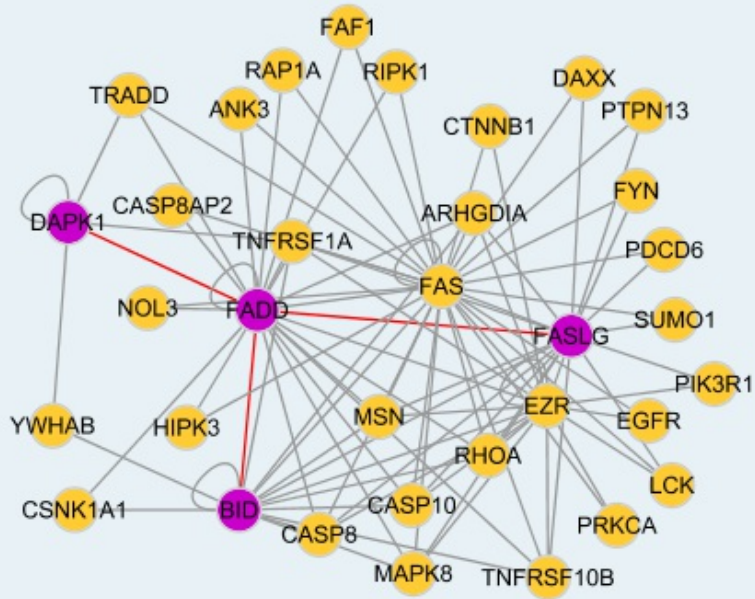 FAF1
RAP1A
RIPK1
DAXX
TRADD
ANK3
PTPN13
CTNNB1
FYN
CASP8AP2
ARHGDIA
DAPK1
TNFRSF1A
PDCD6
FAS
NOL3
FADD
SUMO1
FASLG
PIK3R1
EZR
MSN
EGFR
YWHAB
HIPK3
RHOA
LCK
CASP10
CSNK1A1
BID
PRKCA
CASP8
MAPK8
TNFRSF10B